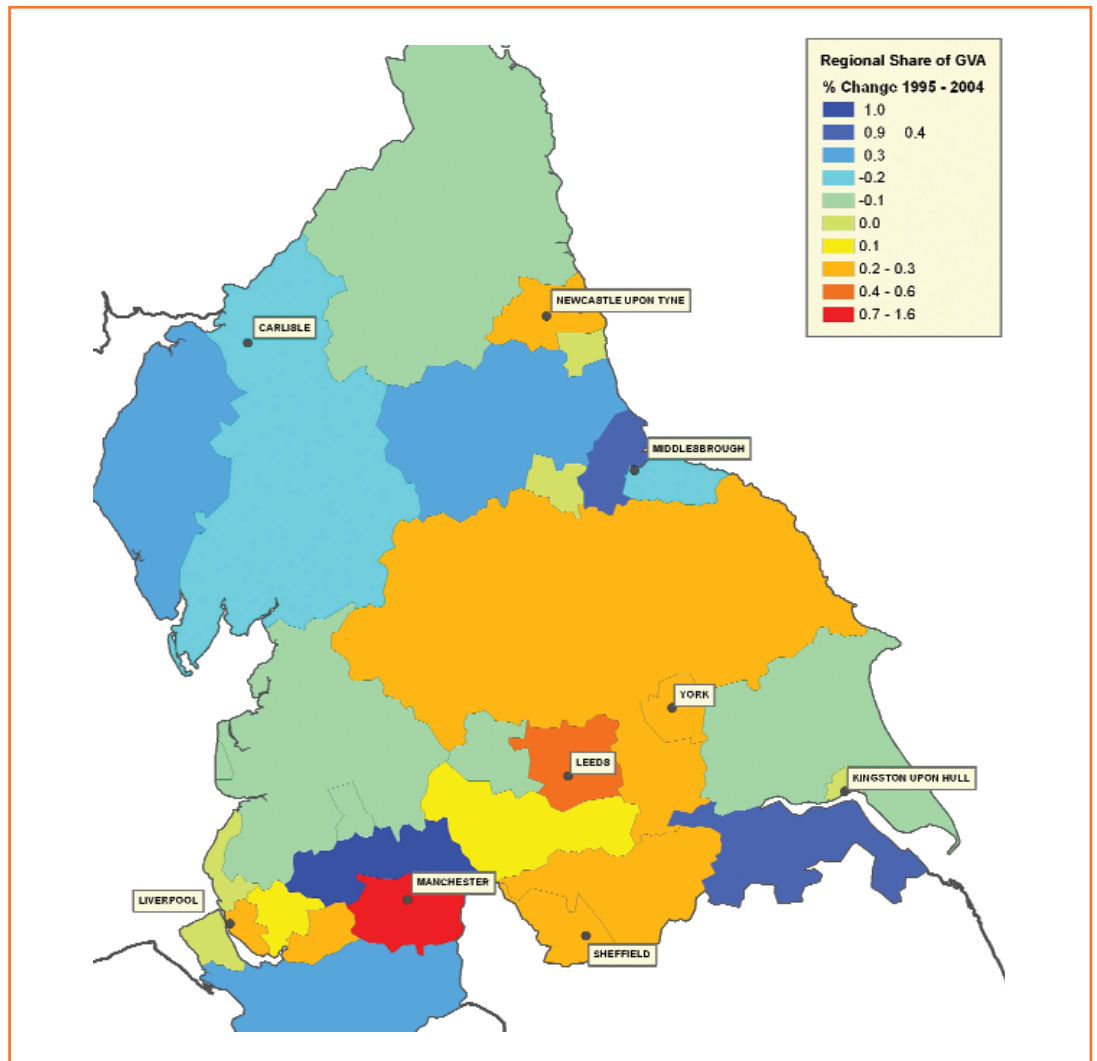 Regional Share of GVA
% Change 1995 - 2004
1.0
0.9 0.4
0.3
-0.2
-0.1
0.0
0.1
0.2 - 0.3
0.4 - 0.6
0.7 - 1.6
NEWCASTLE UPON TYNE
CARLISLE
MIDDLESBROUGH
YORK
LEEDS
KINGSTON UPON HULL
MANCHESTER
LIVERPOOL
SHEFFIELD